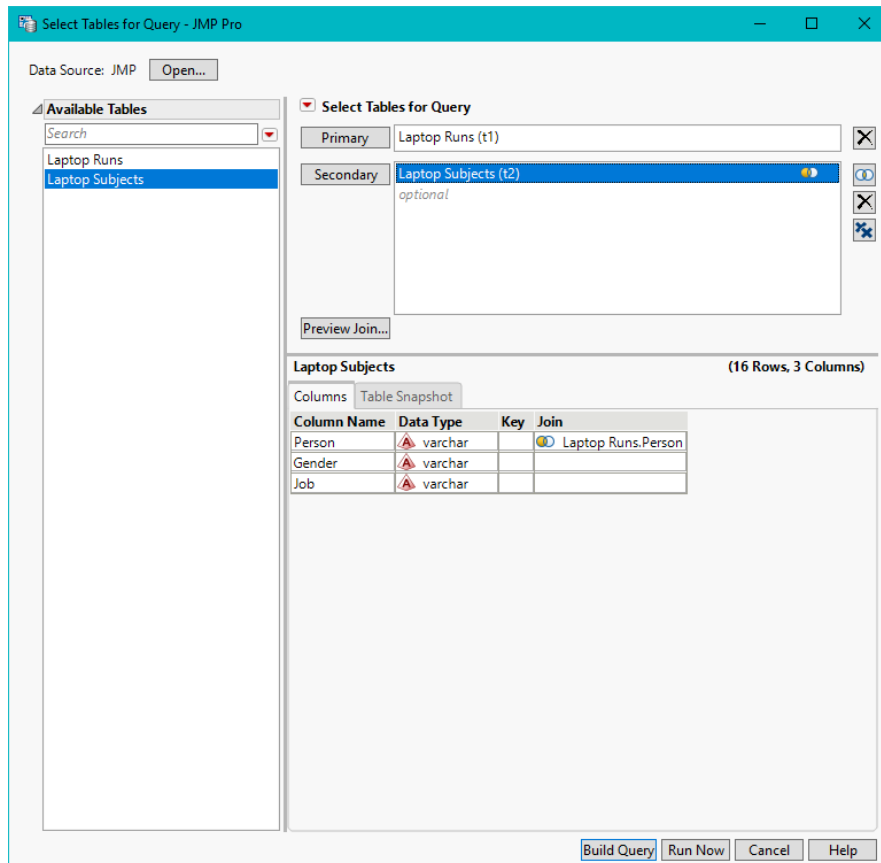 Select Tables for Query - JMP Pro
Data Source: JMP Open...
Available Tables
Search
Laptop Runs
Laptop Subjects
Select Tables for Query
Primary Laptop Runs (t1)
Secondary Laptop Subjects (t2)
optional
Preview Join...
Laptop Subjects (16 Rows, 3 Columns)
Columns Table Snapshot
Column Name Data Type Key Join
Person A varchar Laptop Runs.Person
Gender A varchar
Job A varchar
Build Query Run Now Cancel Help